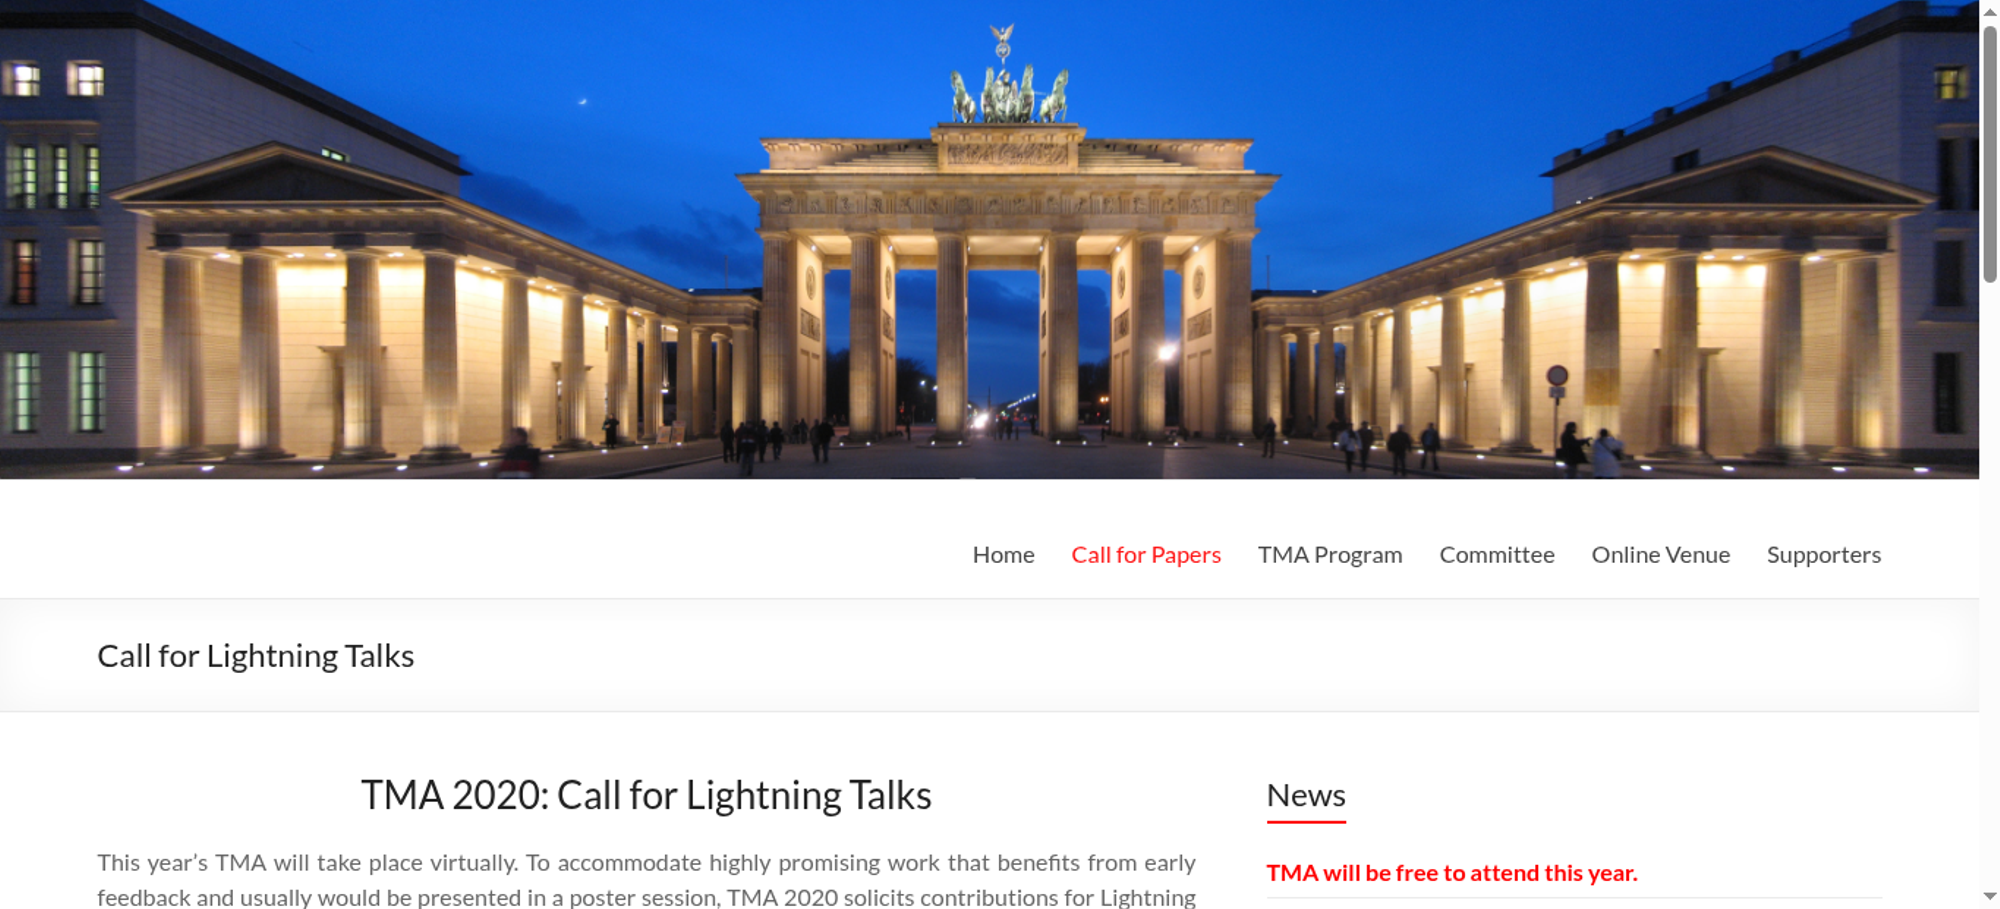 Home Call for Papers TMA Program Committee Online Venue Supporters
Call for Lightning Talks
TMA 2020: Call for Lightning Talks
This year’s TMA will take place virtually. To accommodate highly promising work that benefits from early
feedback and usually would be presented in a poster session, TMA 2020 solicits contributions for Lightning
News
TMA will be free to attend this year.